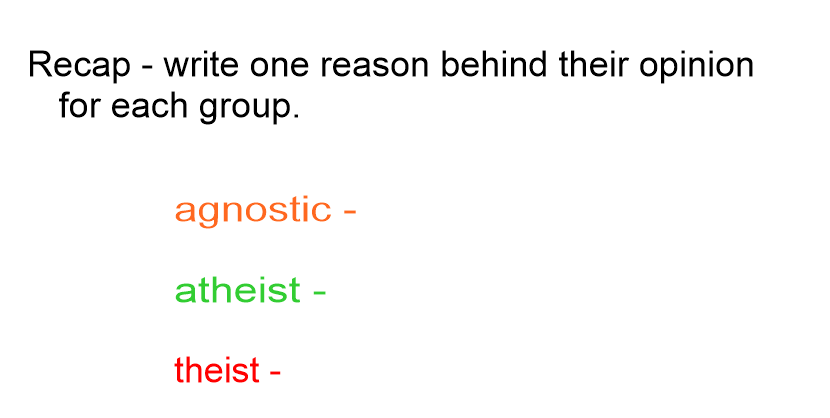 Recap - write one reason behind their opinion
for each group.
agnostic -
atheist -
theist -